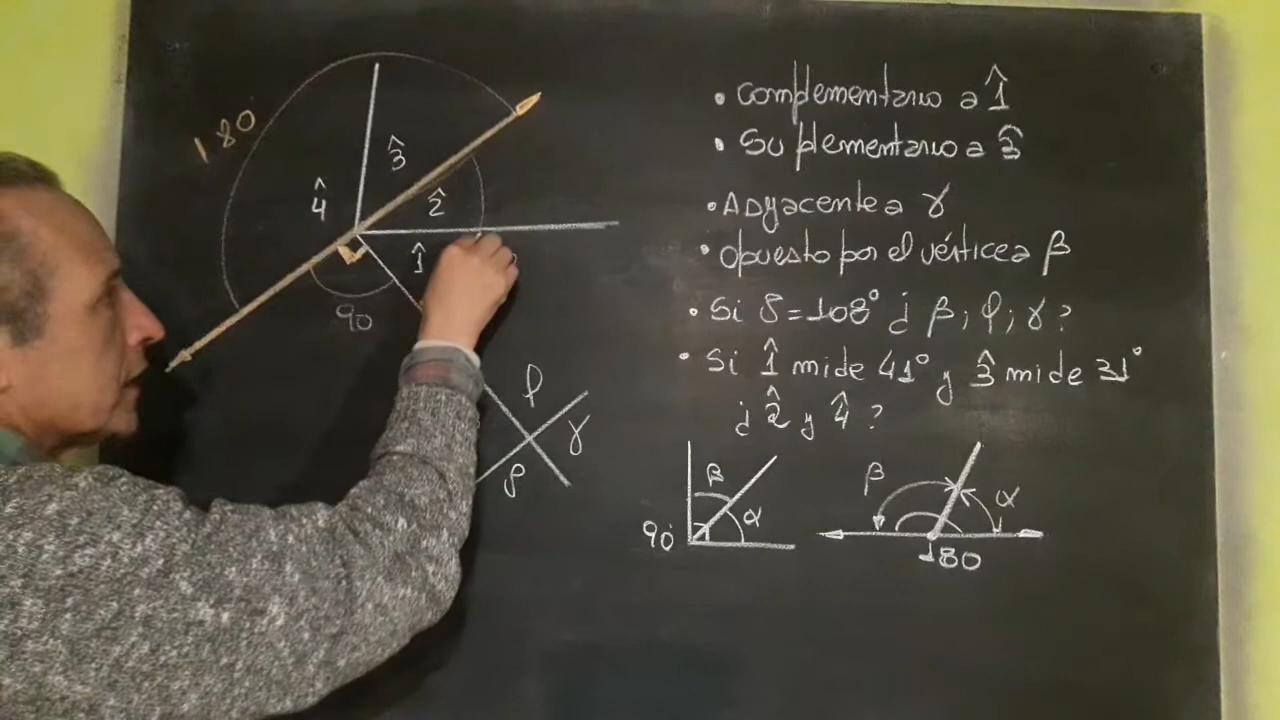 180°
3̂
4̂
2̂
1̂
90
• complementario a 1̂
• Suplementario a 3̂
• Adyacente a γ
• Opuesto por el vértice a β
• Si δ=108° ¿ β; φ; γ?
• Si 1̂ mide 41° y 3̂ mide 31°
¿ 2̂ y 4̂ ?
γ
β
α
90°
β
α
180